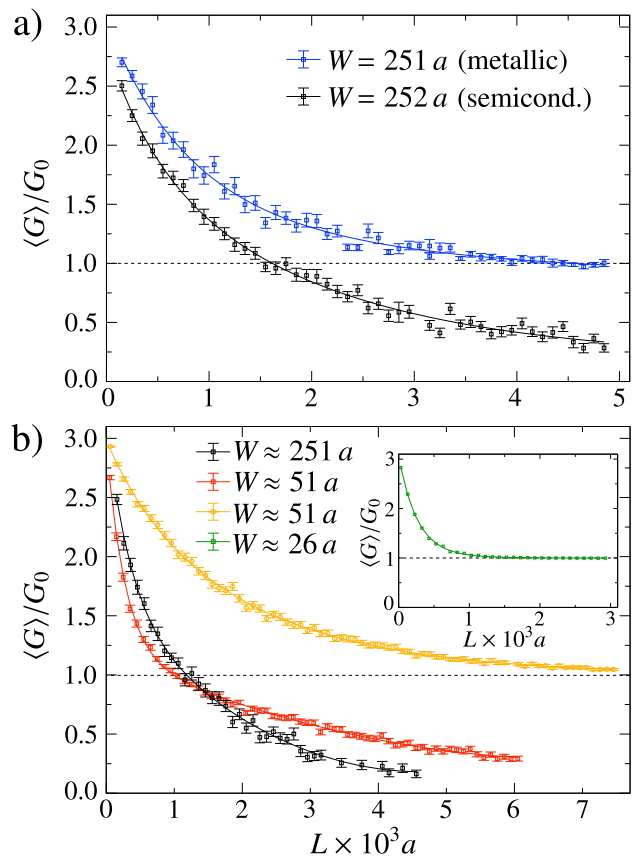 a)
3.0
2.5
2.0
1.5
1.0
0.5
0.0
⟨G⟩/G₀
W = 251 a (metallic)
W = 252 a (semicond.)
0 1 2 3 4 5
b)
3.0
2.5
2.0
1.5
1.0
0.5
0.0
⟨G⟩/G₀
W ≈ 251 a
W ≈ 51 a
W ≈ 51 a
W ≈ 26 a
3
2
1
0
⟨G⟩/G₀
0 1 2 3
L × 10³a
0 1 2 3 4 5 6 7
L × 10³a